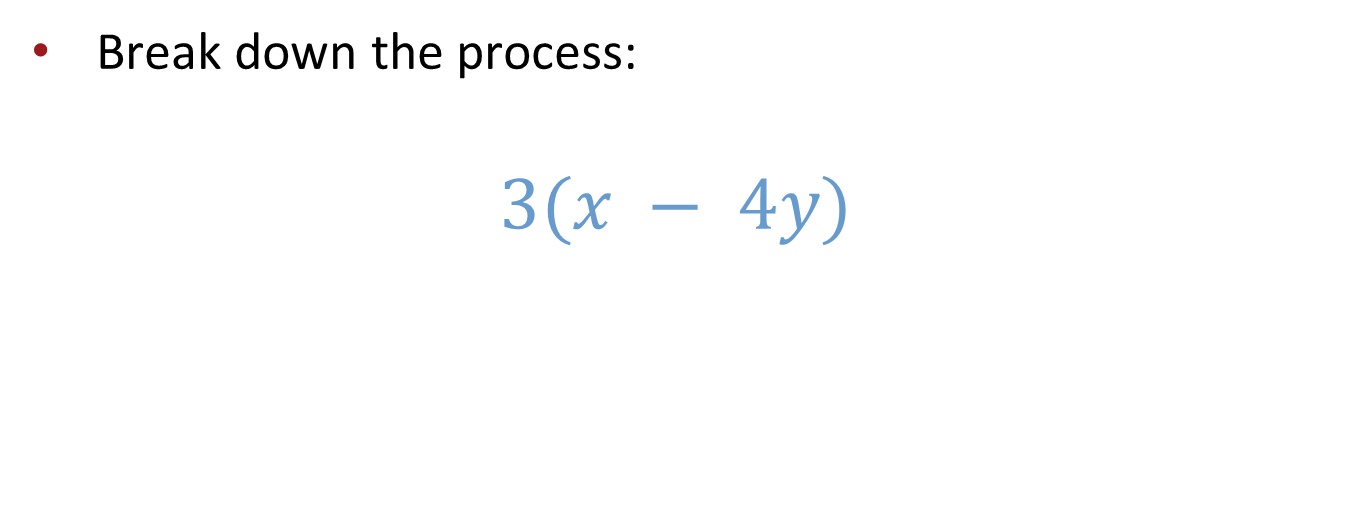 • Break down the process:
3(x − 4y)